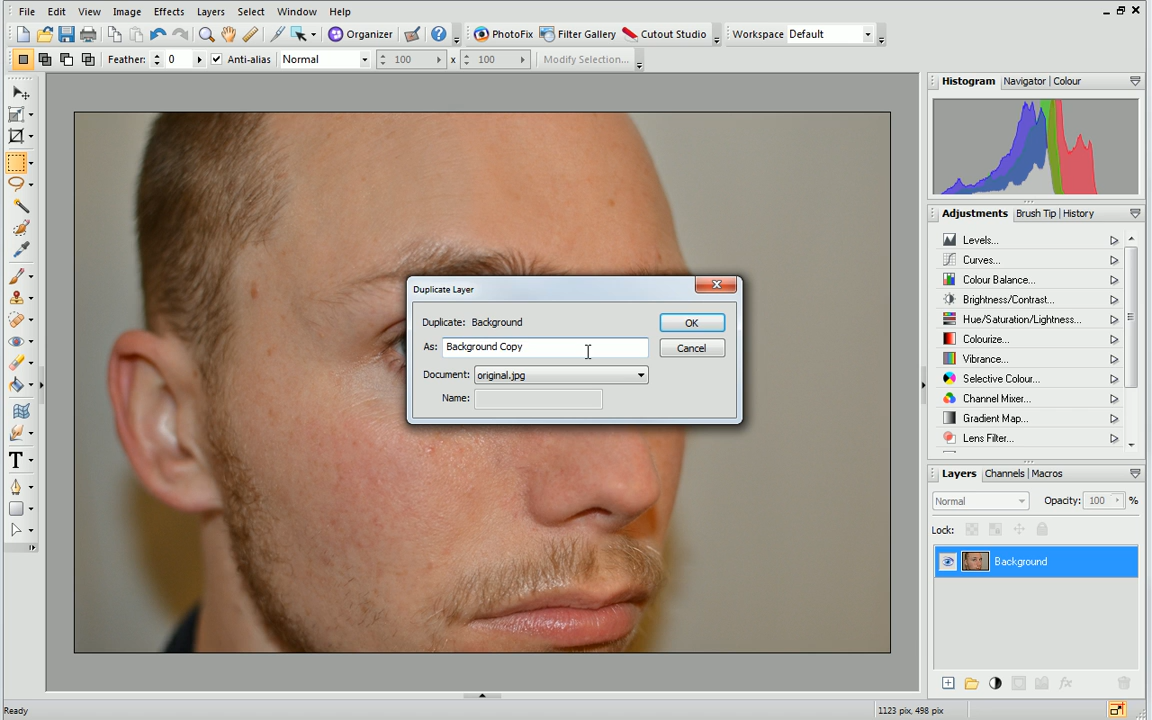 File Edit View Image Effects Layers Select Window Help
Organizer PhotoFix Filter Gallery Cutout Studio Workspace Default
Feather: 0 Anti-alias Normal 100 x 100 Modify Selection...
Histogram Navigator | Colour
Adjustments Brush Tip | History
Levels...
Curves...
Colour Balance...
Brightness/Contrast...
Hue/Saturation/Lightness...
Colourize...
Vibrance...
Selective Colour...
Channel Mixer...
Gradient Map...
Lens Filter...
Duplicate Layer
Duplicate: Background OK
As: Background Copy Cancel
Document: original.jpg
Name:
Layers Channels | Macros
Normal Opacity: 100 %
Lock:
Background
fx
Ready 1123 pix, 498 pix